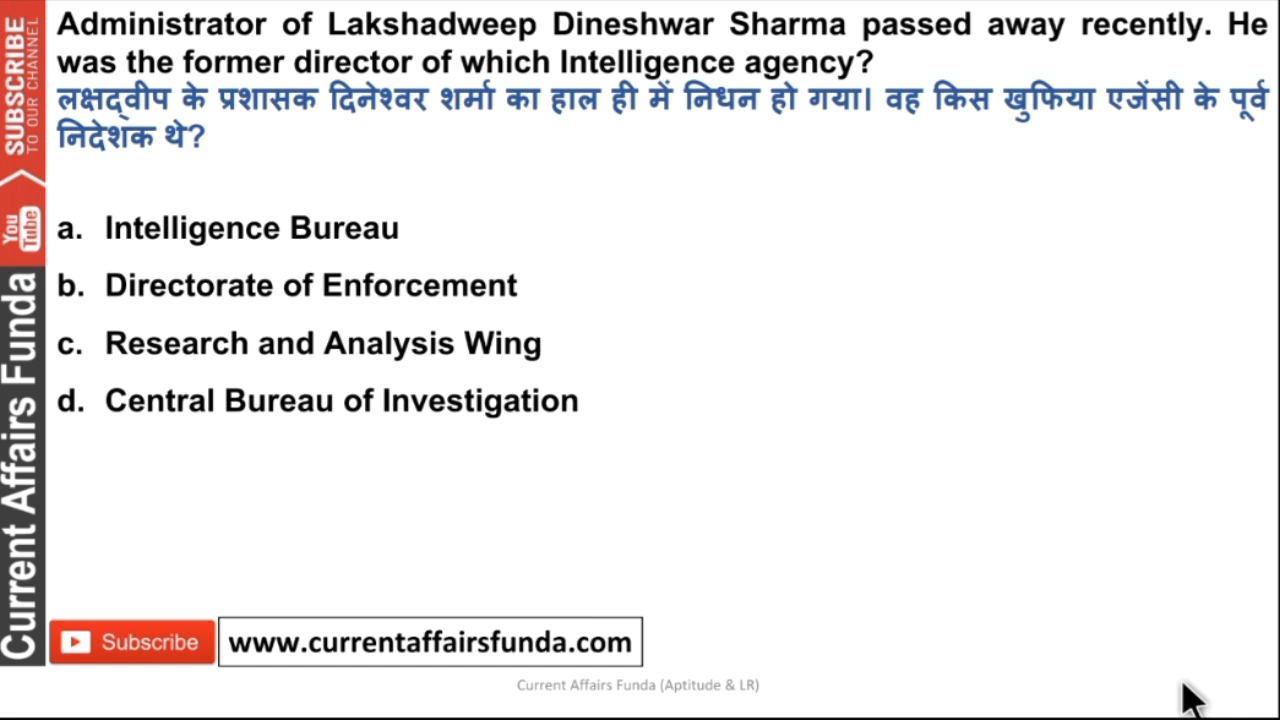 Administrator of Lakshadweep Dineshwar Sharma passed away recently. He
was the former director of which Intelligence agency?
लक्षद्वीप के प्रशासक दिनेश्वर शर्मा का हाल ही में निधन हो गया। वह किस खुफिया एजेंसी के पूर्व
निदेशक थे?
a. Intelligence Bureau
b. Directorate of Enforcement
c. Research and Analysis Wing
d. Central Bureau of Investigation
SUBSCRIBE
TO OUR CHANNEL
You Tube
Current Affairs Funda
Subscribe
www.currentaffairsfunda.com
Current Affairs Funda (Aptitude & LR)